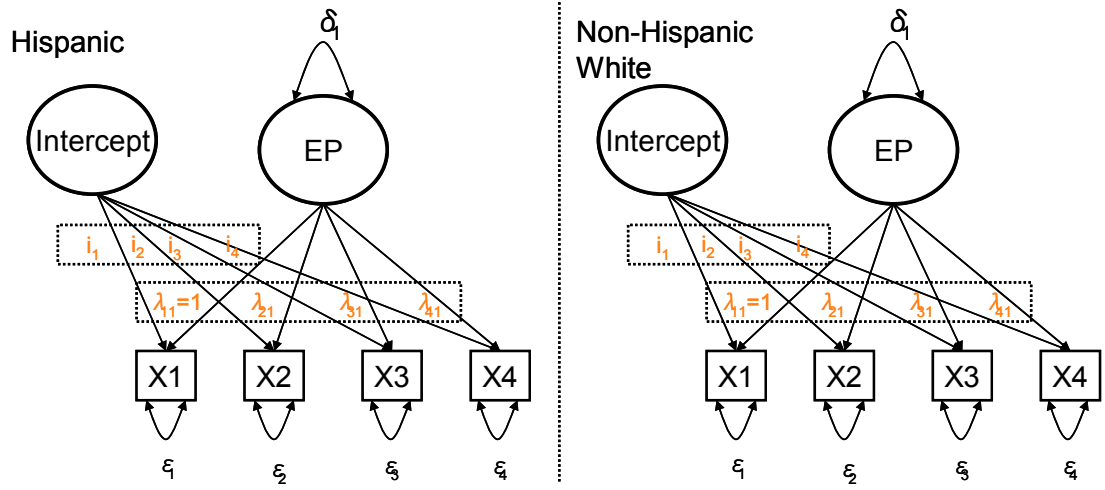 Hispanic
δ1
Intercept
EP
i1 i2 i3 i4
λ11=1 λ21 λ31 λ41
X1 X2 X3 X4
ε1 ε2 ε3 ε4
Non-Hispanic
White
δ1
Intercept
EP
i1 i2 i3 i4
λ11=1 λ21 λ31 λ41
X1 X2 X3 X4
ε1 ε2 ε3 ε4